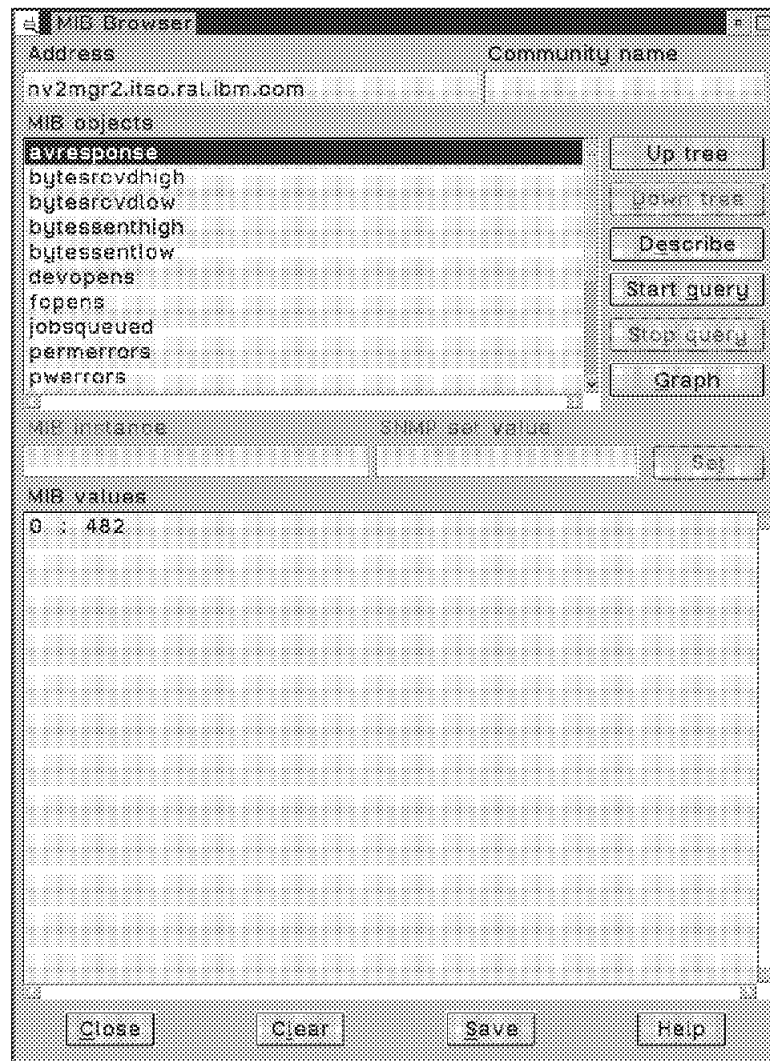 MIB Browser
Address Community name
nv2mgr2.itso.ral.ibm.com
MIB objects
avresponse
bytesrcvdhigh
bytesrcvdlow
bytessenthigh
bytessentlow
devopens
fopens
jobsqueued
permerrors
pwerrors
Up tree
Down tree
Describe
Start query
Stop query
Graph
MIB instance SNMP set value
Set
MIB values
0 : 482
Close Clear Save Help